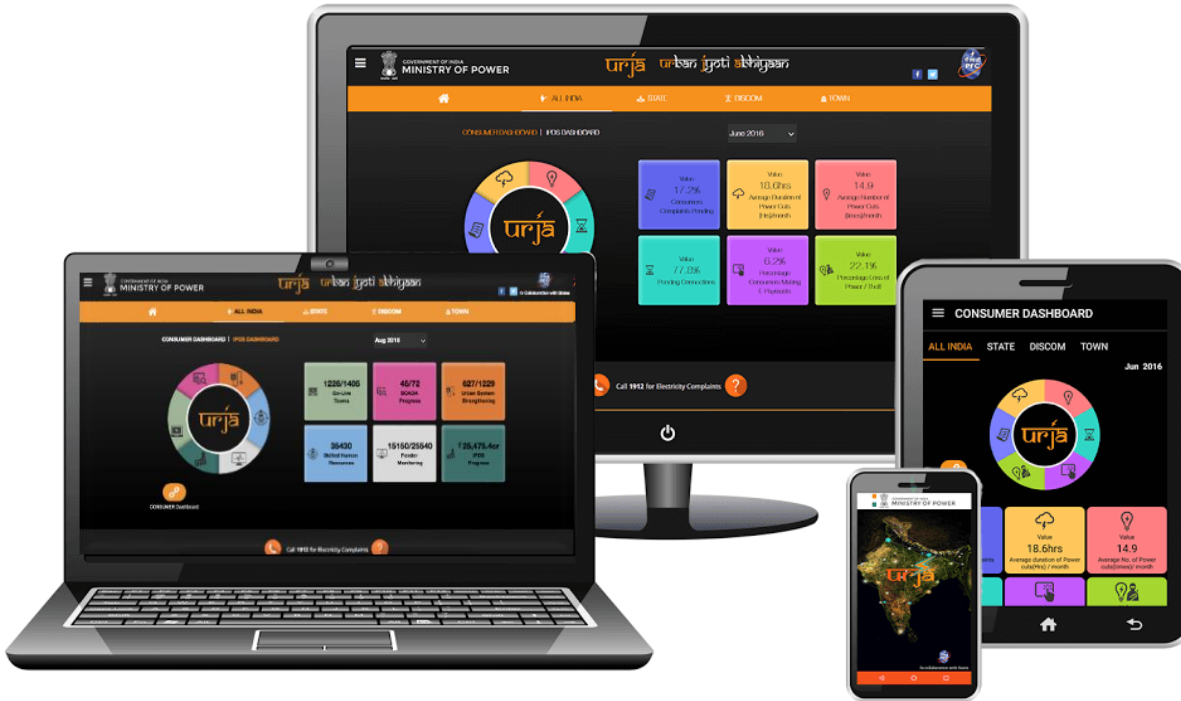 GOVERNMENT OF INDIA
MINISTRY OF POWER
urja urban jyoti abhiyaan
PFC
ALL INDIA
STATE
DISCOM
TOWN
CONSUMER DASHBOARD | IPDS DASHBOARD
June 2016
urja
Value
17.2%
Consumers
Complaints Pending
Value
18.6hrs
Average Duration of
Power Cuts
(Hrs)/month
Value
14.9
Average Number of
Power Cuts
(times)/month
Value
77.8%
Pending Connections
Value
6.2%
Percentage
Consumers Making
E-Payments
Value
22.1%
Percentage Loss of
Power / Theft
Call 1912 for Electricity Complaints ?
GOVERNMENT OF INDIA
MINISTRY OF POWER
urja urban jyoti abhiyaan
ALL INDIA
STATE
DISCOM
TOWN
CONSUMER DASHBOARD | IPDS DASHBOARD
Aug 2016
urja
1226/1405
Go-Live
Towns
45/72
SCADA
Progress
627/1229
Urban System
Strengthening
35430
Skilled Human
Resources
15150/25540
Feeder
Monitoring
25,475.4cr
IPDS
Progress
CONSUMER Dashboard
Call 1912 for Electricity Complaints ?
CONSUMER DASHBOARD
ALL INDIA STATE DISCOM TOWN
Jun 2016
urja
Value
18.6hrs
Average duration of Power
cuts(Hrs) / month
Value
14.9
Average No. of Power
cuts(times)/ month
GOVERNMENT OF INDIA
MINISTRY OF POWER
urja